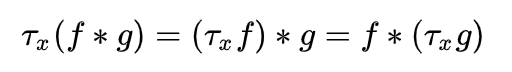 τₓ(f * g) = (τₓf) * g = f * (τₓg)